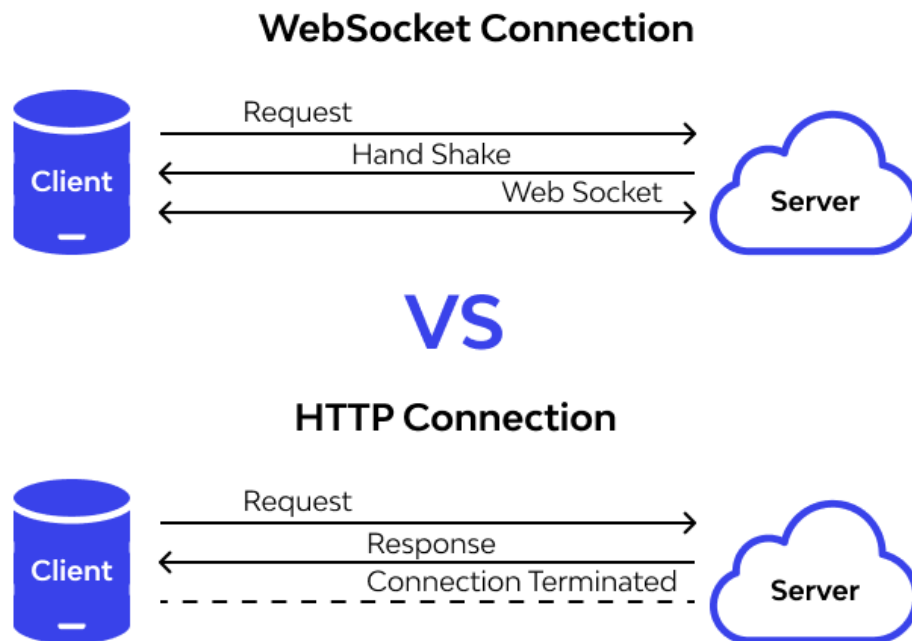 WebSocket Connection
Request
Hand Shake
Client
Web Socket
Server
VS
HTTP Connection
Request
Response
Client
Connection Terminated
Server